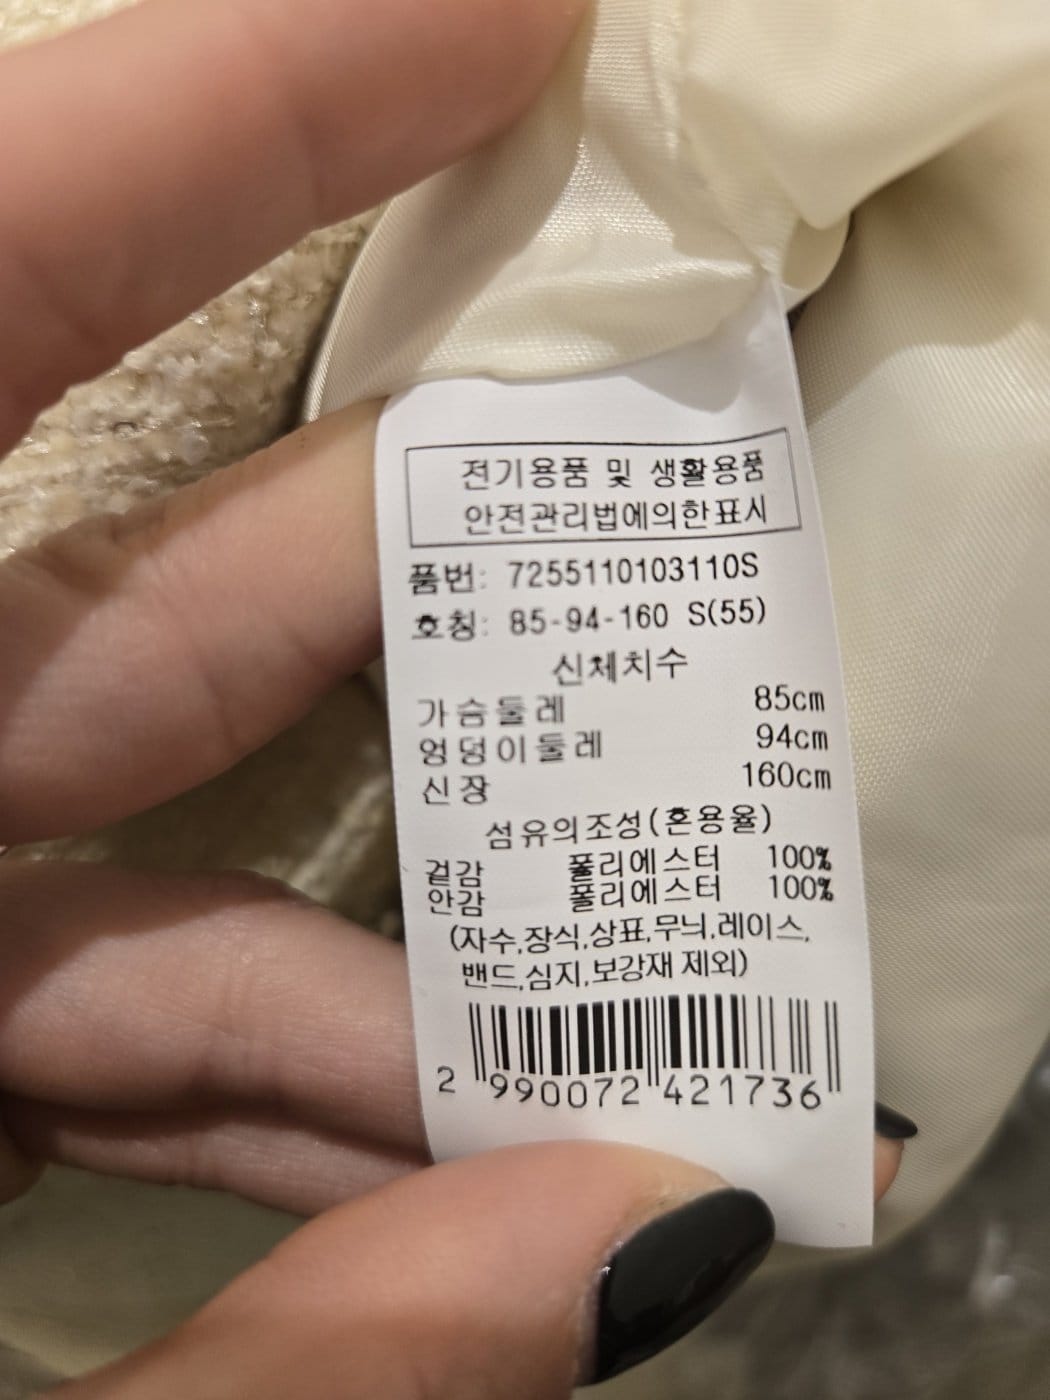 전기용품 및 생활용품
안전관리법에의한표시
품번: 7255110103110S
호칭: 85-94-160 S(55)
신체치수
가슴둘레 85cm
엉덩이둘레 94cm
신장 160cm
섬유의조성(혼용율)
겉감 폴리에스터 100%
안감 폴리에스터 100%
(자수,장식,상표,무늬,레이스,
밴드,심지,보강재 제외)
2 990072 421736